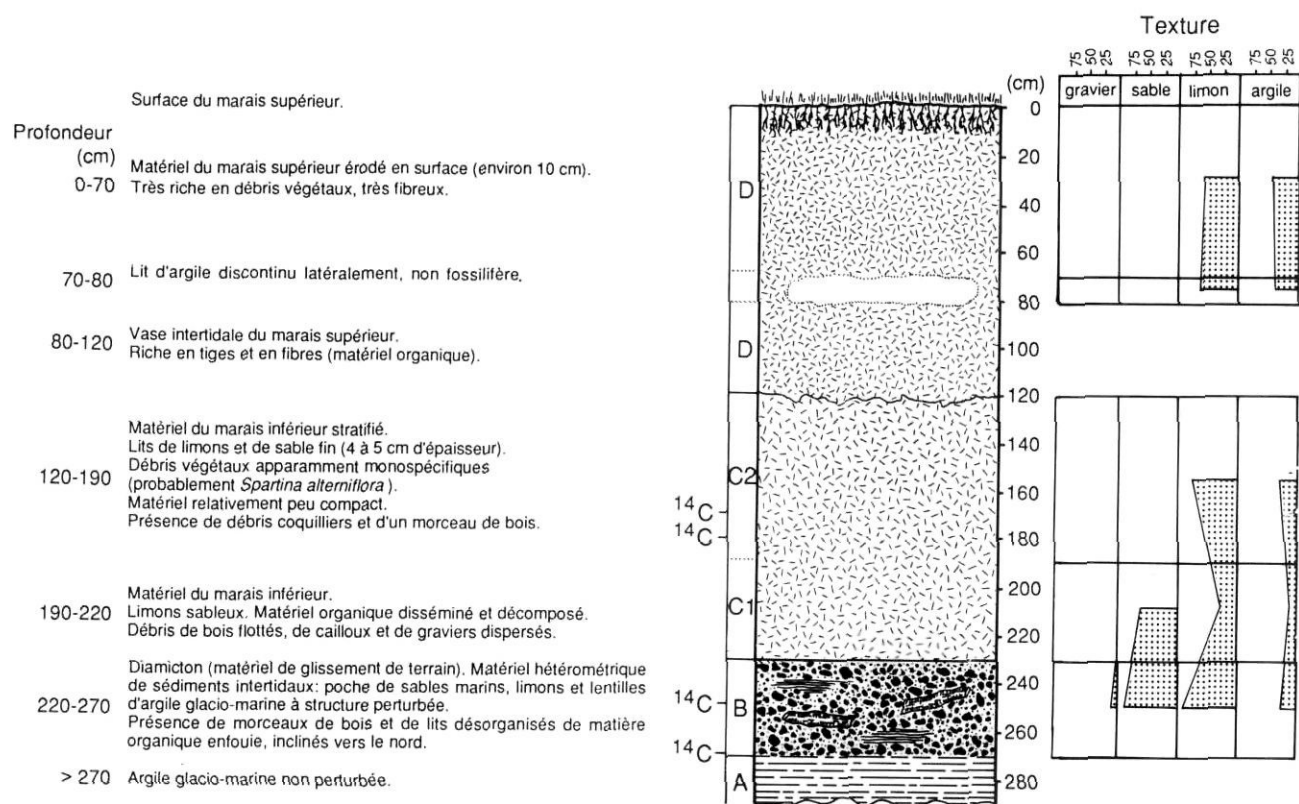 Texture
75 50 25 75 50 25 75 50 25 75 50 25
(cm) gravier sable limon argile
Surface du marais supérieur.
Profondeur
(cm)
Matériel du marais supérieur érodé en surface (environ 10 cm).
0-70 Très riche en débris végétaux, très fibreux.
70-80 Lit d'argile discontinu latéralement, non fossilifère.
80-120 Vase intertidale du marais supérieur.
Riche en tiges et en fibres (matériel organique).
120-190 Matériel du marais inférieur stratifié.
Lits de limons et de sable fin (4 à 5 cm d'épaisseur).
Débris végétaux apparamment monospécifiques
(probablement Spartina alterniflora).
Matériel relativement peu compact.
Présence de débris coquilliers et d'un morceau de bois.
190-220 Matériel du marais inférieur.
Limons sableux. Matériel organique disséminé et décomposé.
Débris de bois flottés, de cailloux et de graviers dispersés.
220-270 Diamicton (matériel de glissement de terrain). Matériel hétérométrique
de sédiments intertidaux: poche de sables marins, limons et lentilles
d'argile glacio-marine à structure perturbée.
Présence de morceaux de bois et de lits désorganisés de matière
organique enfouie, inclinés vers le nord.
> 270 Argile glacio-marine non perturbée.
D
D
C2
14C
14C
C1
14C
B
14C
A
0
20
40
60
80
100
120
140
160
180
200
220
240
260
280